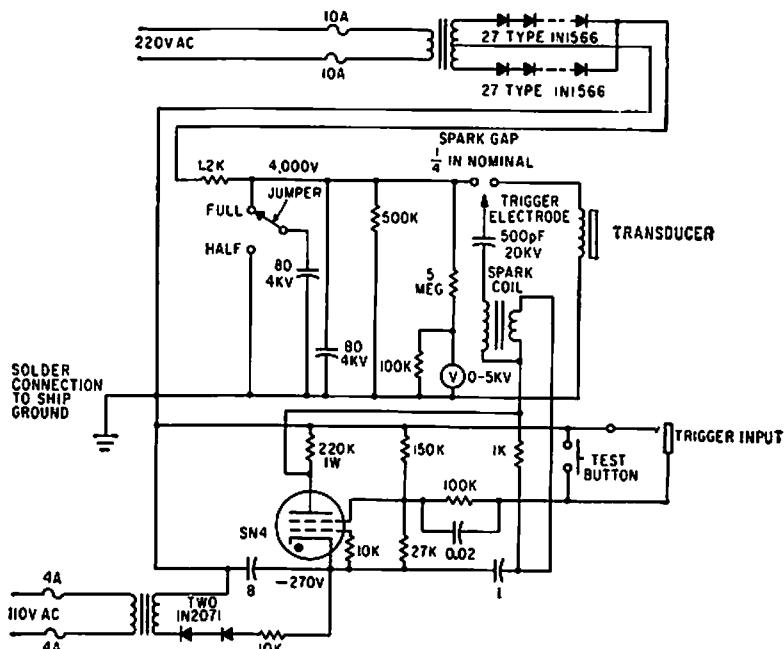 10A
220V AC
10A
27 TYPE IN1566
27 TYPE IN1566
SPARK GAP
1/4 IN NOMINAL
1.2K
4,000V
JUMPER
FULL
HALF
500K
TRIGGER
ELECTRODE
500pF
20KV
TRANSDUCER
80
4KV
5
MEG
SPARK
COIL
80
4KV
100K
V
0-5KV
SOLDER
CONNECTION
TO SHIP
GROUND
220K
1W
150K
1K
TRIGGER INPUT
TEST
BUTTON
100K
SN4
10K
27K
0.02
8
-270V
1
4A
110V AC
4A
TWO
IN2071
10K